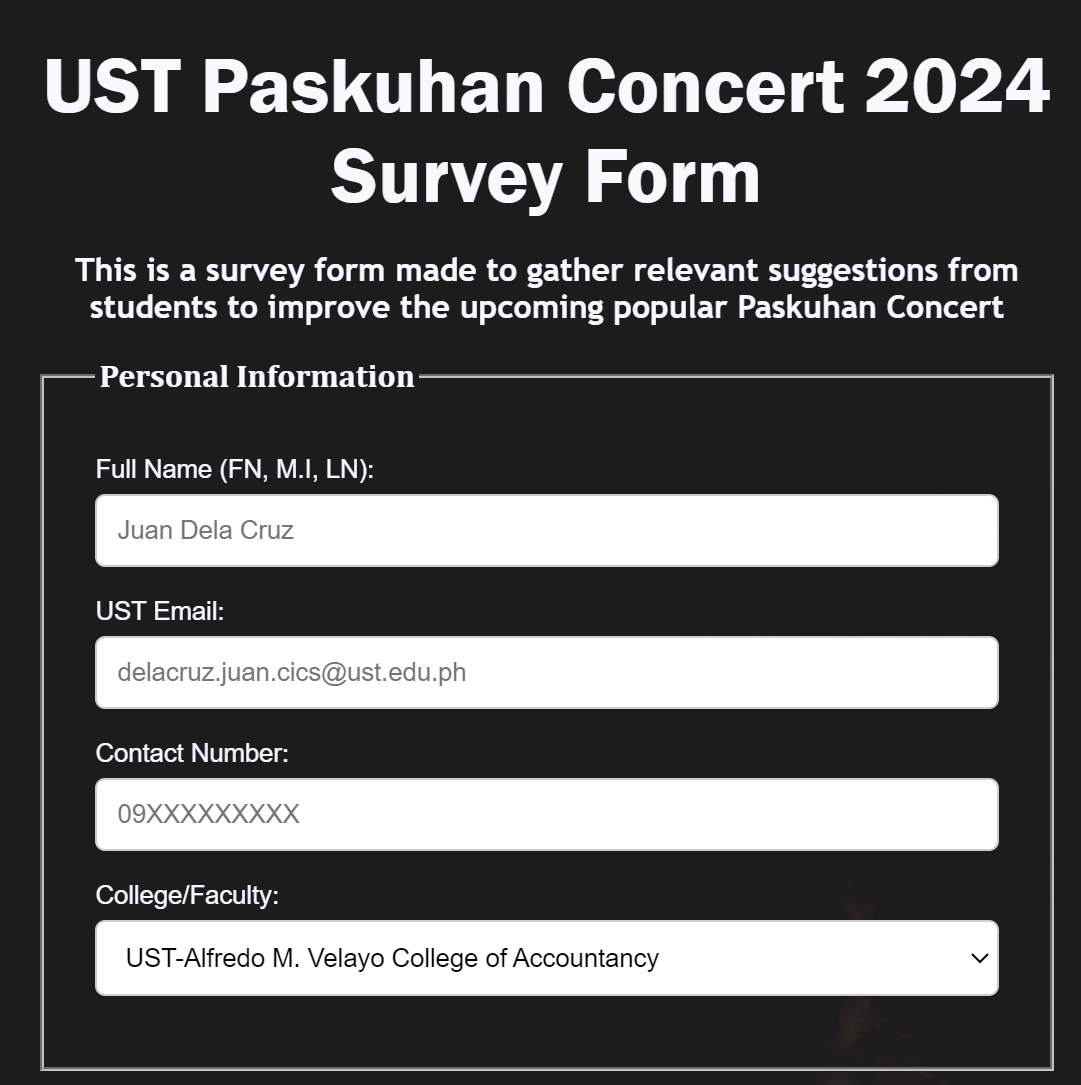 UST Paskuhan Concert 2024
Survey Form
This is a survey form made to gather relevant suggestions from
students to improve the upcoming popular Paskuhan Concert
Personal Information
Full Name (FN, M.I, LN):
Juan Dela Cruz
UST Email:
delacruz.juan.cics@ust.edu.ph
Contact Number:
09XXXXXXXXX
College/Faculty:
UST-Alfredo M. Velayo College of Accountancy